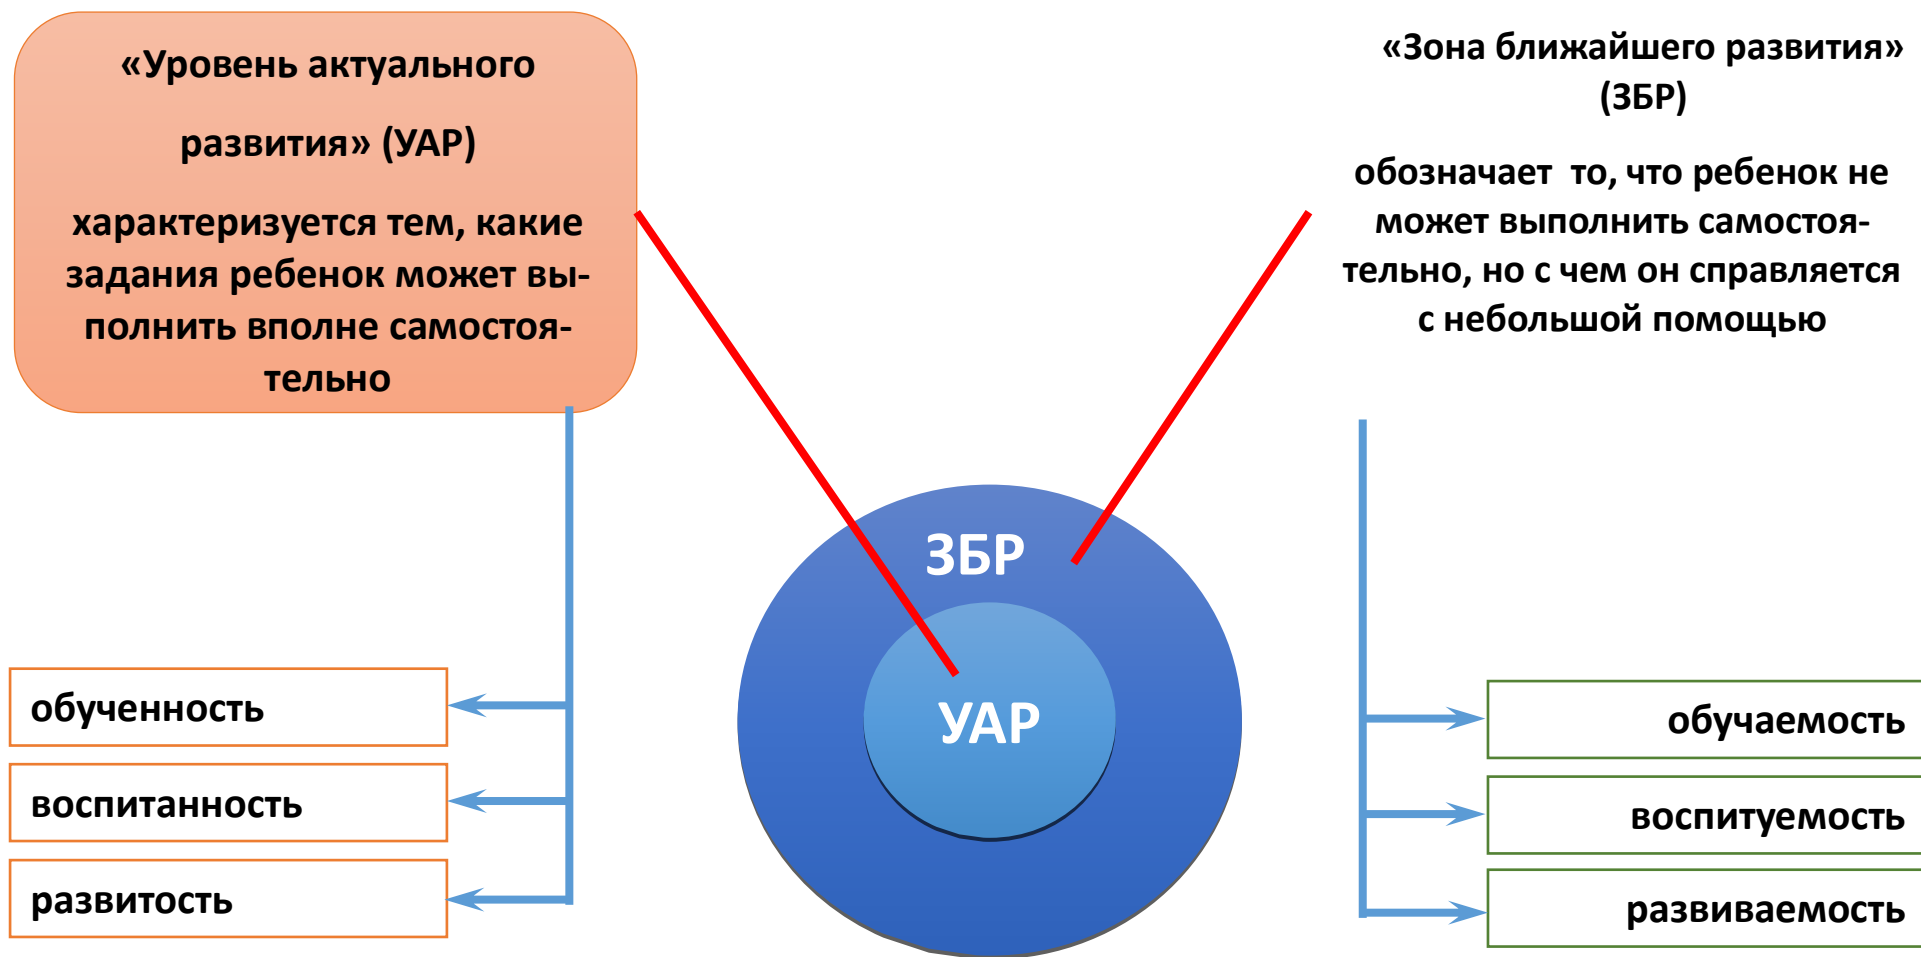 «Уровень актуального
развития» (УАР)
характеризуется тем, какие
задания ребенок может вы-
полнить вполне самостоя-
тельно
«Зона ближайшего развития»
(ЗБР)
обозначает то, что ребенок не
может выполнить самостоя-
тельно, но с чем он справляется
с небольшой помощью
ЗБР
УАР
обученность
воспитанность
развитость
обучаемость
воспитуемость
развиваемость